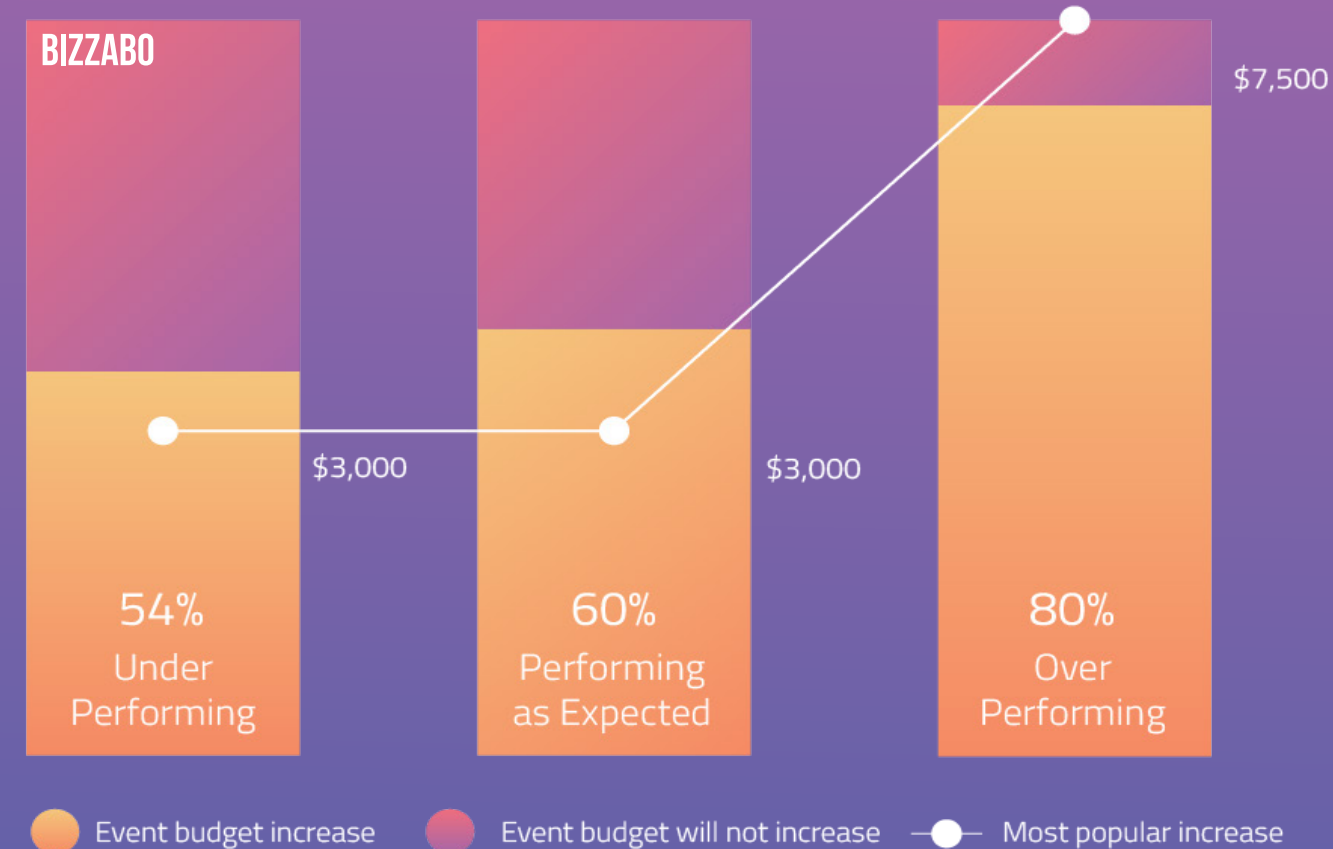 BIZZABO
$7,500
$3,000
$3,000
54%
Under
Performing
60%
Performing
as Expected
80%
Over
Performing
Event budget increase
Event budget will not increase
Most popular increase